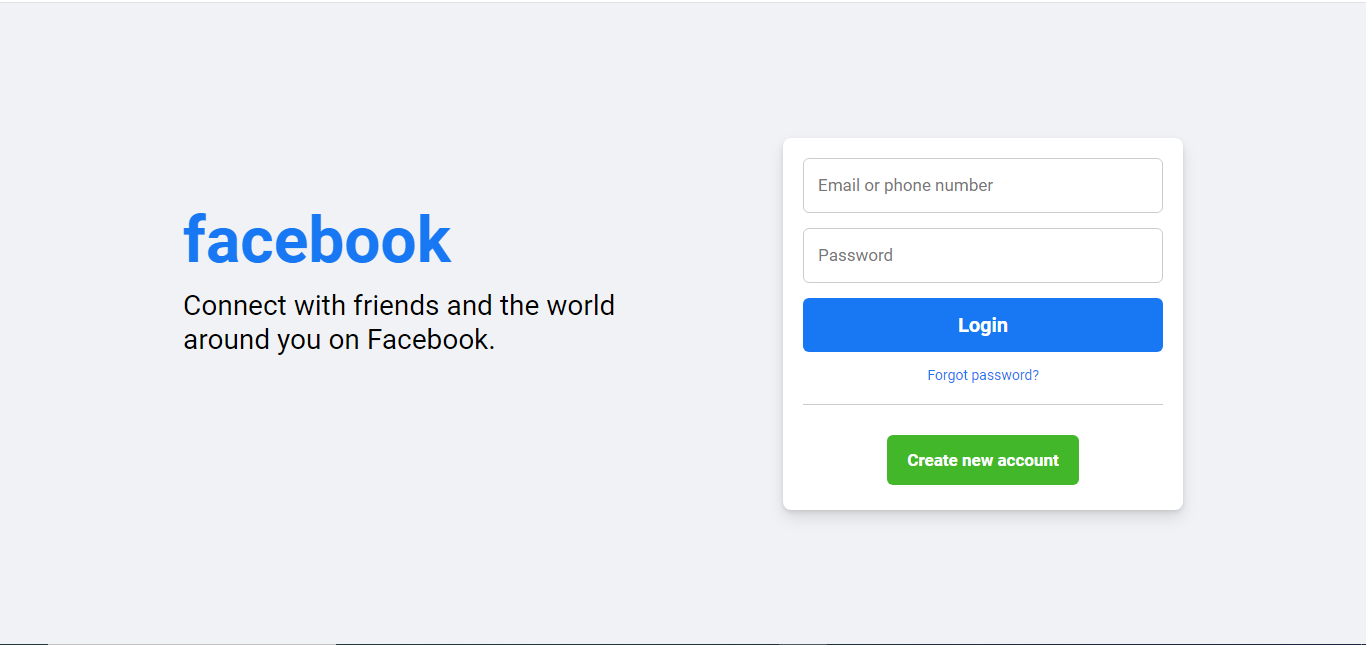 facebook
Connect with friends and the world
around you on Facebook.
Email or phone number
Password
Login
Forgot password?
Create new account